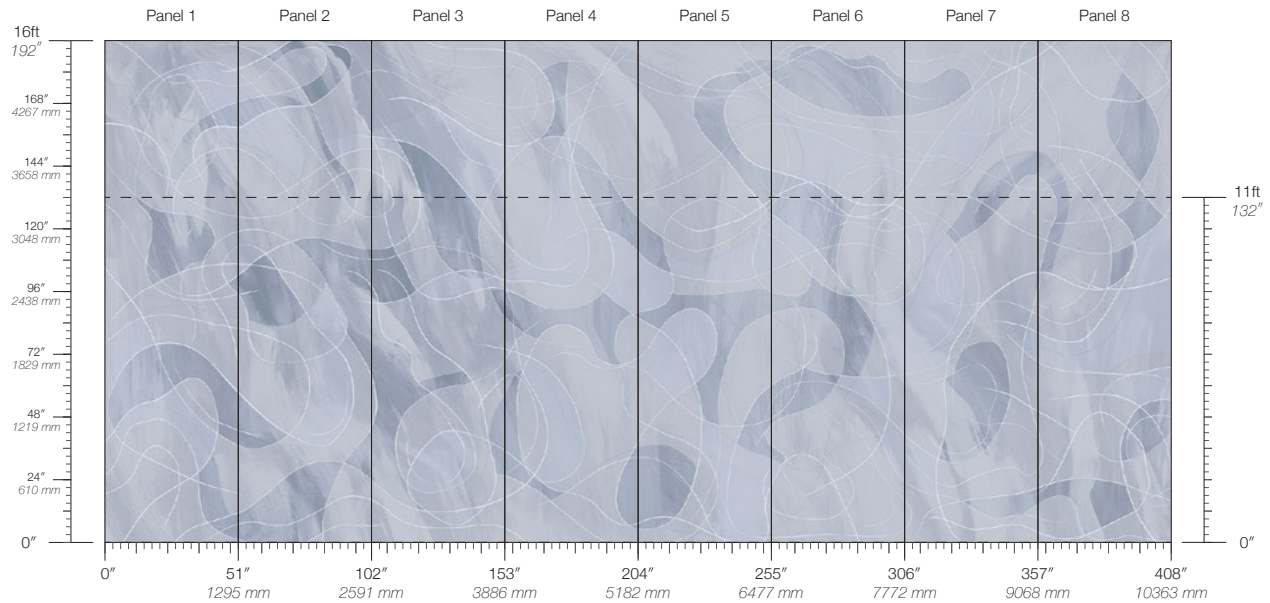 Panel 1 Panel 2 Panel 3 Panel 4 Panel 5 Panel 6 Panel 7 Panel 8
16ft
192″
168″
4267 mm
144″
3658 mm
11ft
132″
120″
3048 mm
96″
2438 mm
72″
1829 mm
48″
1219 mm
24″
610 mm
0″ 0″
0″ 51″ 102″ 153″ 204″ 255″ 306″ 357″ 408″
1295 mm 2591 mm 3886 mm 5182 mm 6477 mm 7772 mm 9068 mm 10363 mm